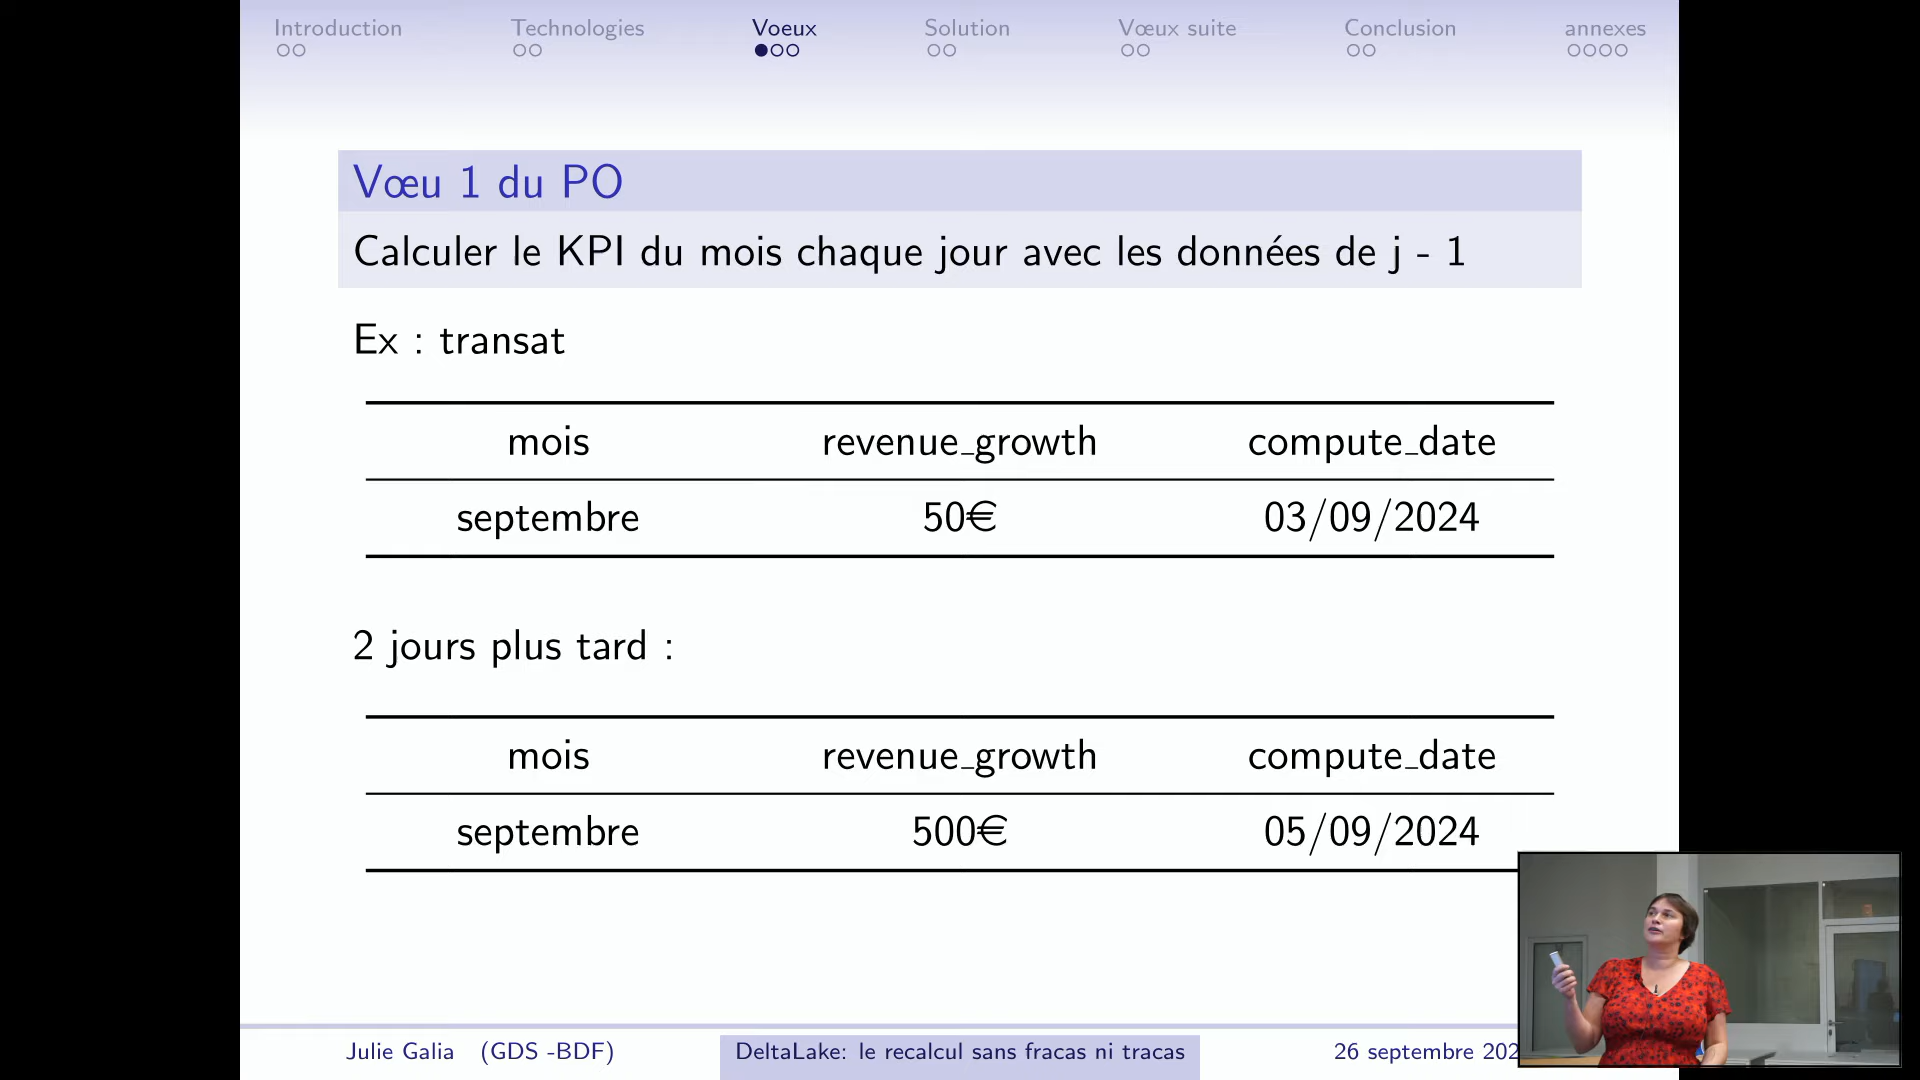 Introduction Technologies Voeux Solution Vœux suite Conclusion annexes
Vœu 1 du PO
Calculer le KPI du mois chaque jour avec les données de j - 1
Ex : transat
mois revenue_growth compute_date
septembre 50€ 03/09/2024
2 jours plus tard :
mois revenue_growth compute_date
septembre 500€ 05/09/2024
Julie Galia (GDS -BDF) DeltaLake: le recalcul sans fracas ni tracas 26 septembre 202